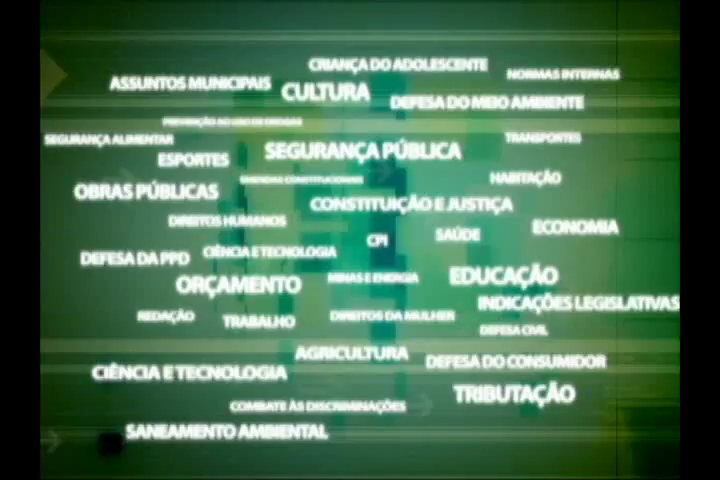 CRIANÇA DO ADOLESCENTE
NORMAS INTERNAS
ASSUNTOS MUNICIPAIS
CULTURA
DEFESA DO MEIO AMBIENTE
PREVENÇÃO AO USO DE DROGAS
SEGURANÇA ALIMENTAR
TRANSPORTES
ESPORTES
SEGURANÇA PÚBLICA
EMENDAS CONSTITUCIONAIS
HABITAÇÃO
OBRAS PÚBLICAS
CONSTITUIÇÃO E JUSTIÇA
DIREITOS HUMANOS
ECONOMIA
CPI
SAÚDE
DEFESA DA PPD
CIÊNCIA E TECNOLOGIA
ORÇAMENTO
MINAS E ENERGIA
EDUCAÇÃO
INDICAÇÕES LEGISLATIVAS
REDAÇÃO
TRABALHO
DIREITOS DA MULHER
DEFESA CIVIL
AGRICULTURA
DEFESA DO CONSUMIDOR
CIÊNCIA E TECNOLOGIA
TRIBUTAÇÃO
COMBATE ÀS DISCRIMINAÇÕES
SANEAMENTO AMBIENTAL